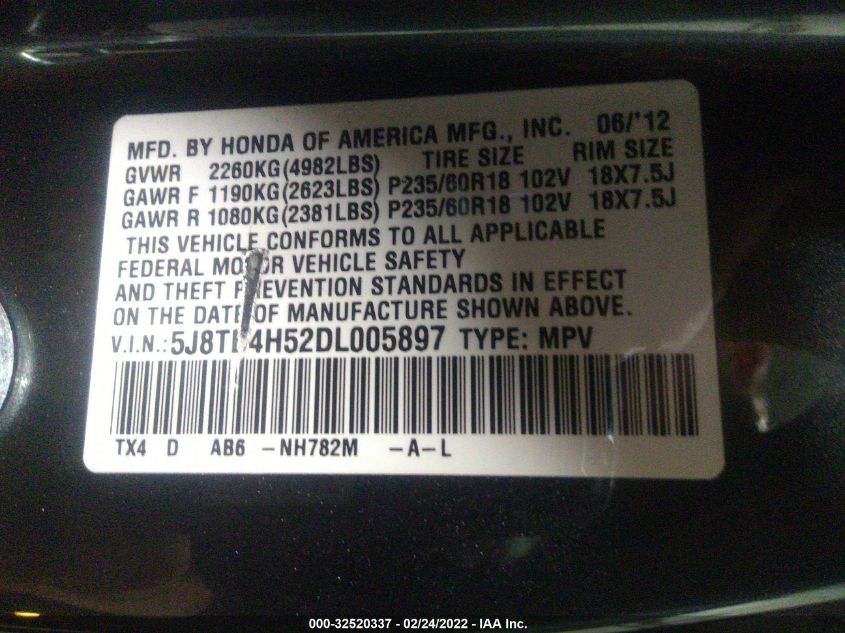 MFD. BY HONDA OF AMERICA MFG., INC. 06/'12
GVWR 2260KG(4982LBS) TIRE SIZE RIM SIZE
GAWR F 1190KG(2623LBS) P235/60R18 102V 18X7.5J
GAWR R 1080KG(2381LBS) P235/60R18 102V 18X7.5J
THIS VEHICLE CONFORMS TO ALL APPLICABLE
FEDERAL MOTOR VEHICLE SAFETY
AND THEFT PREVENTION STANDARDS IN EFFECT
ON THE DATE OF MANUFACTURE SHOWN ABOVE.
V.I.N.: 5J8TB4H52DL005897 TYPE: MPV
TX4 D AB6 -NH782M -A-L
000-32520337 - 02/24/2022 - IAA Inc.